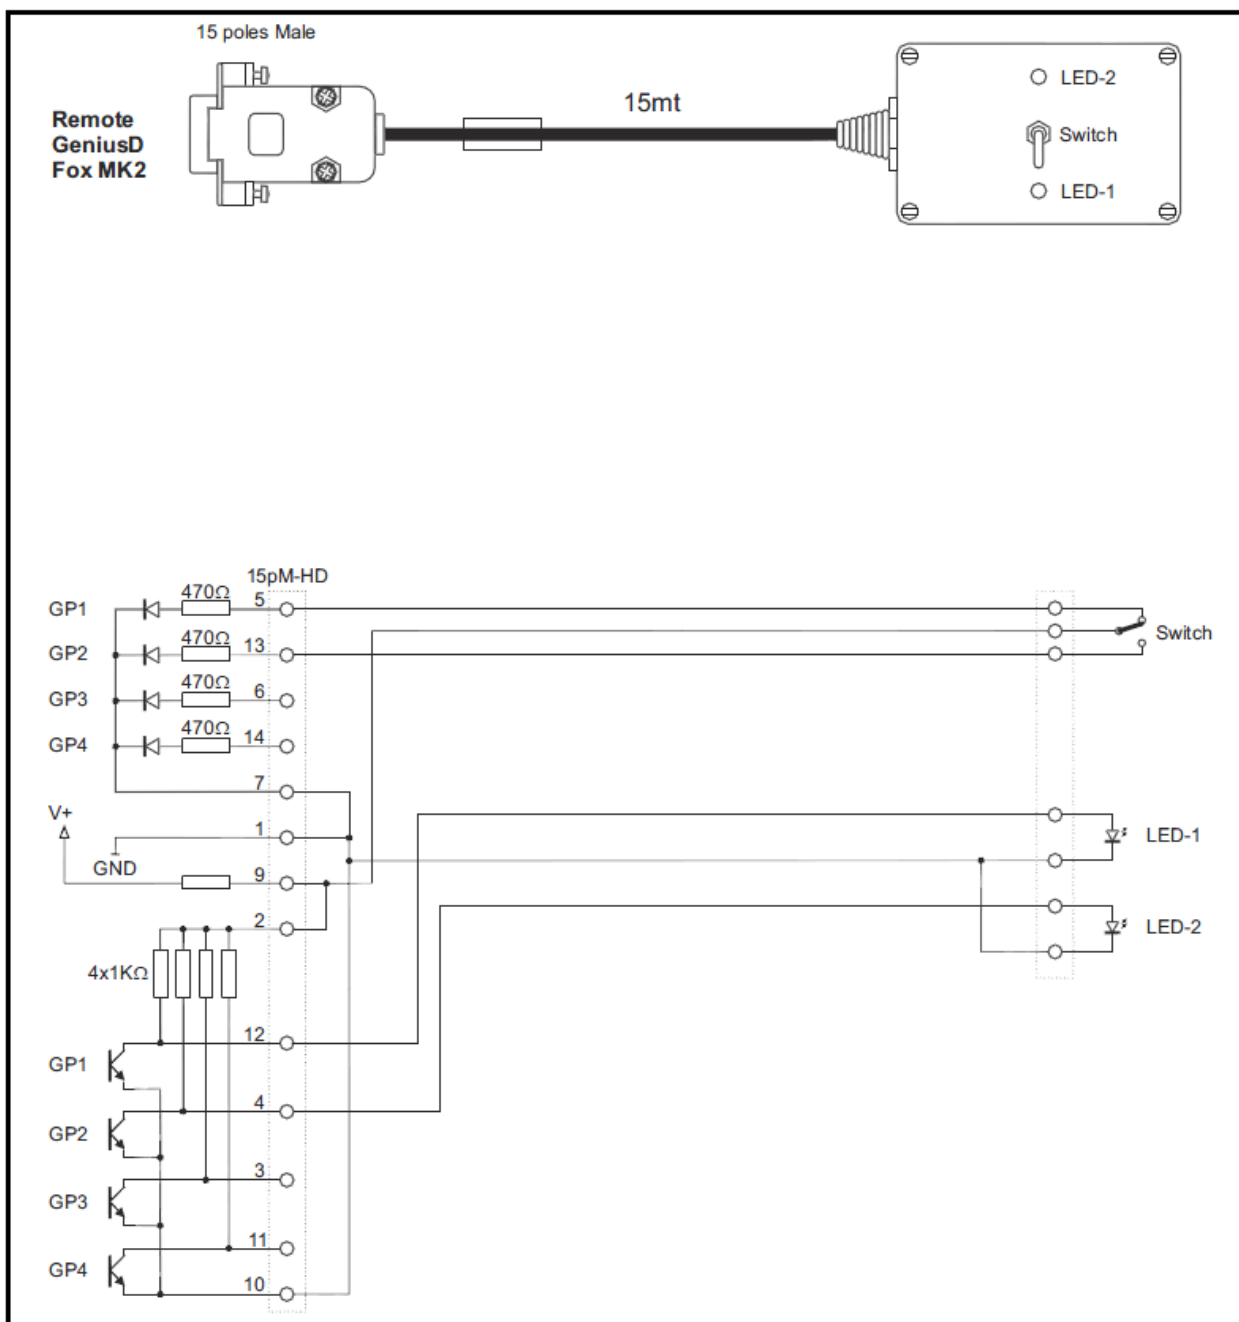 15 poles Male
LED-2
15mt
Remote
GeniusD
Fox MK2
Switch
LED-1
15pM-HD
GP1
470Ω
5
Switch
GP2
470Ω
13
GP3
470Ω
6
GP4
470Ω
14
7
V+
1
GND
LED-1
9
2
LED-2
4x1KΩ
12
GP1
4
GP2
3
GP3
11
GP4
10